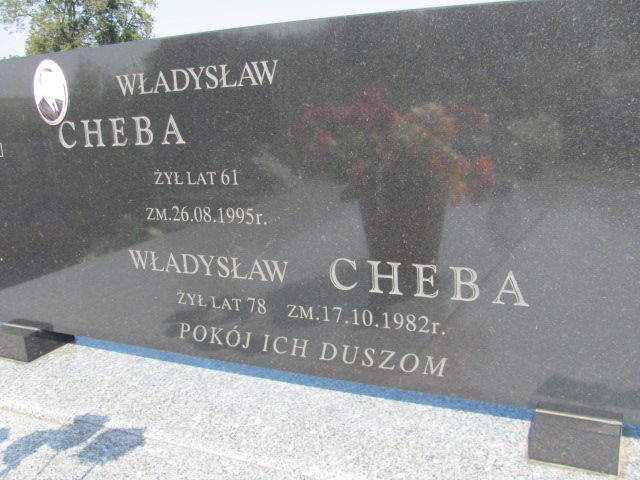 WŁADYSŁAW
CHEBA
ŻYŁ LAT 61
ZM.26.08.1995r.
WŁADYSŁAW CHEBA
ŻYŁ LAT 78 ZM.17.10.1982r.
POKÓJ ICH DUSZOM